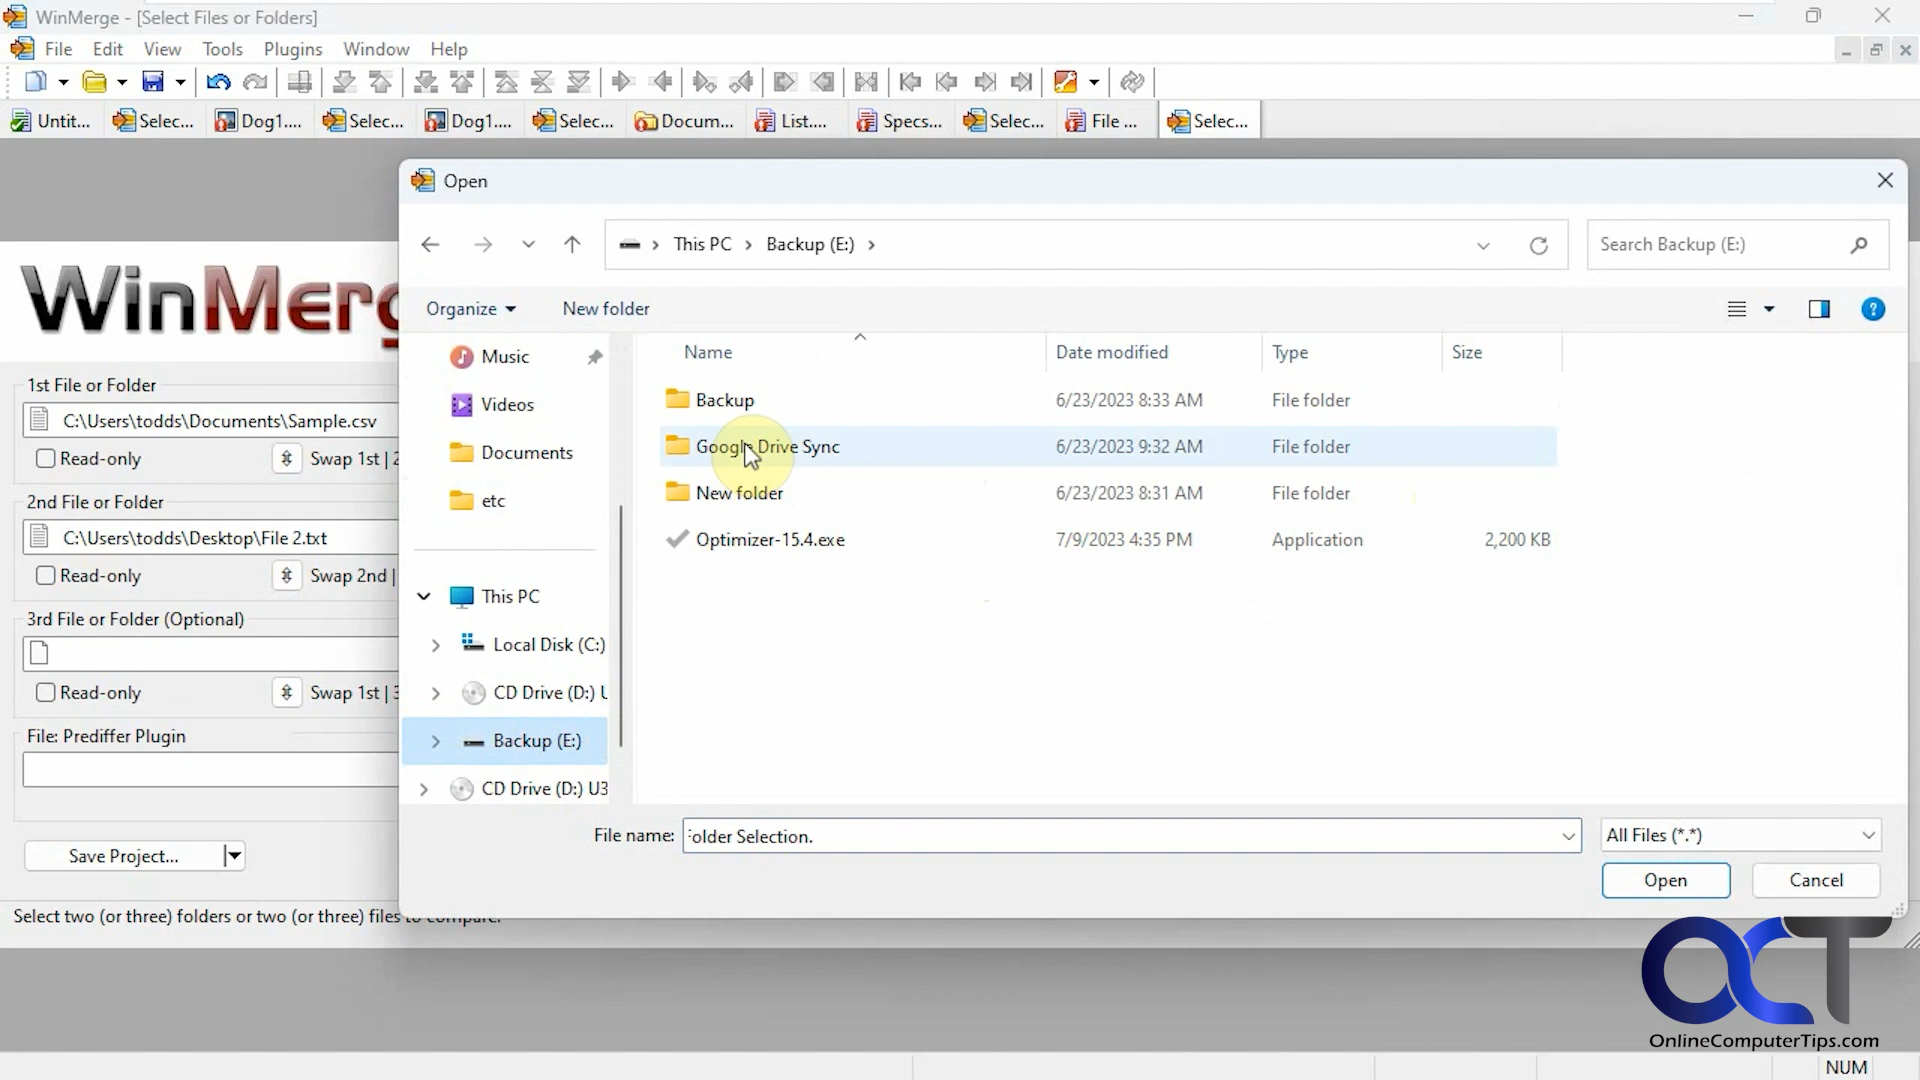 WinMerge - [Select Files or Folders]
File Edit View Tools Plugins Window Help
Untit... Selec... Dog1.... Selec... Dog1.... Selec... Docum... List.... Specs... Selec... File ... Selec...
Open
This PC Backup (E:)
Search Backup (E:)
WinMerg
Organize New folder
Name Date modified Type Size
1st File or Folder
C:\Users\todds\Documents\Sample.csv
Read-only Swap 1st | 2
2nd File or Folder
C:\Users\todds\Desktop\File 2.txt
Read-only Swap 2nd |
3rd File or Folder (Optional)
Read-only Swap 1st | 3
File: Prediffer Plugin
Save Project...
Select two (or three) folders or two (or three) files to compare.
Music
Videos
Documents
etc
This PC
Local Disk (C:)
CD Drive (D:) U
Backup (E:)
CD Drive (D:) U3
Backup 6/23/2023 8:33 AM File folder
Google Drive Sync 6/23/2023 9:32 AM File folder
New folder 6/23/2023 8:31 AM File folder
Optimizer-15.4.exe 7/9/2023 4:35 PM Application 2,200 KB
File name: older Selection. All Files (*.*)
Open Cancel
OCT
OnlineComputerTips.com
NUM